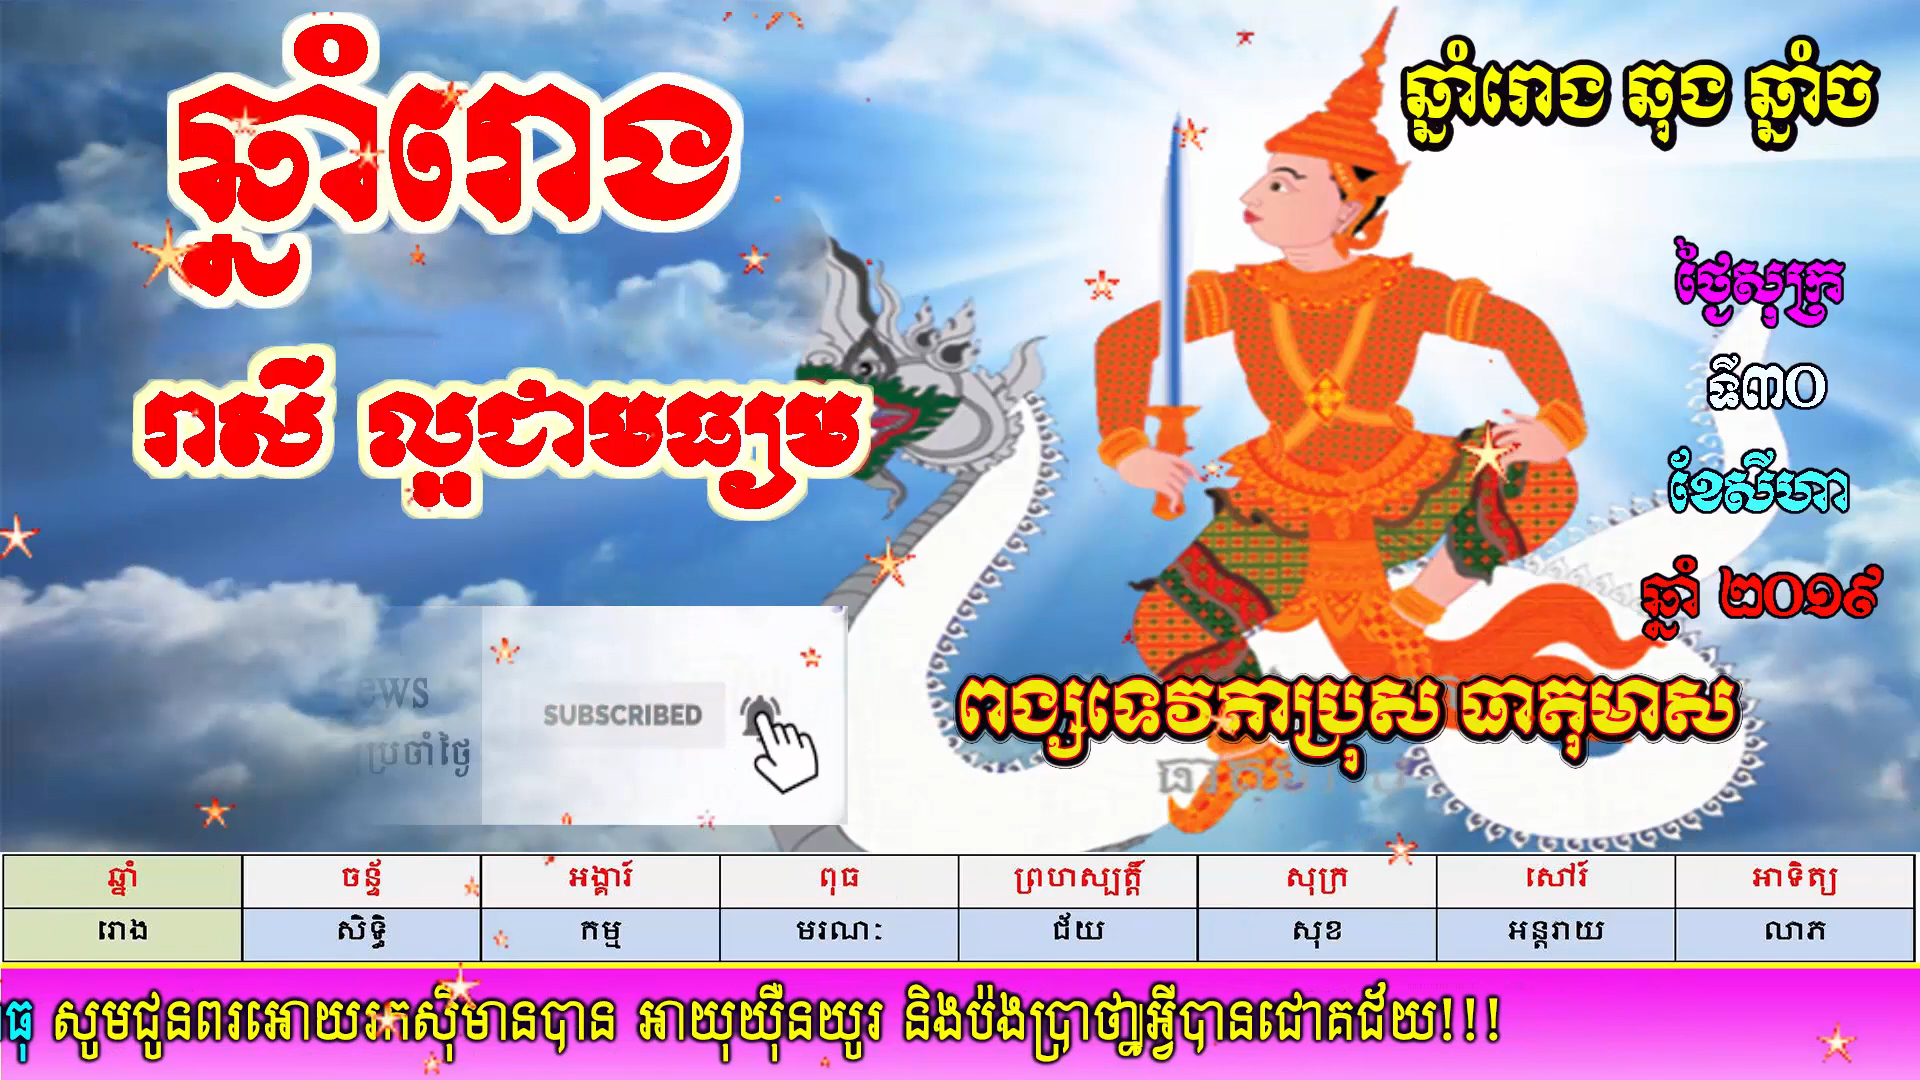 ឆ្នាំរោង
រាសី ល្អជាមធ្យម
ឆ្នាំរោង ឆុង ឆ្នាំច
ថ្ងៃសុក្រ
ទី៣០
ខែសីហា
ឆ្នាំ ២០១៩
ews
ប្រចាំថ្ងៃ
SUBSCRIBED
ពង្សទេវតាប្រុស ធាតុមាស
ឆ្នាំ ចន្ទ័ អង្គារ៍ ពុធ ព្រហស្បត្តិ៍ សុក្រ សៅរ៍ អាទិត្យ
រោង សិទ្ធិ កម្ម មរណៈ ជ័យ សុខ អន្តរាយ លាភ
ធុ សូមជូនពរអោយរកស៊ីមានបាន អាយុយ៉ឺនយូរ និងប៉ងប្រាថា្នអ្វីបានជោគជ័យ!!!